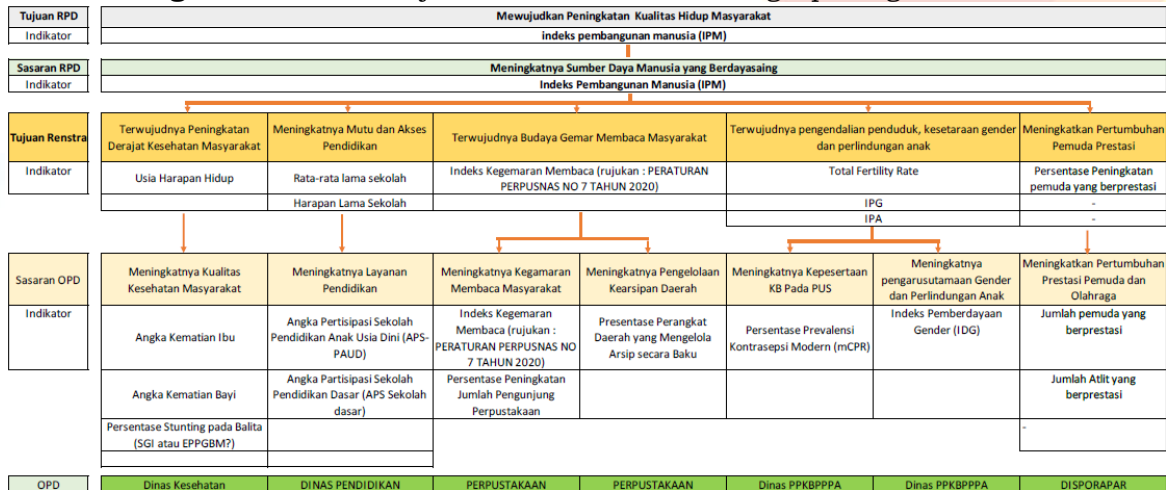 Tujuan RPD
Mewujudkan Peningkatan Kualitas Hidup Masyarakat
Indikator
indeks pembangunan manusia (IPM)
Sasaran RPD
Meningkatnya Sumber Daya Manusia yang Berdayasaing
Indikator
Indeks Pembangunan Manusia (IPM)
Tujuan Renstra
Terwujudnya Peningkatan
Derajat Kesehatan Masyarakat
Meningkatnya Mutu dan Akses
Pendidikan
Terwujudnya Budaya Gemar Membaca Masyarakat
Terwujudnya pengendalian penduduk, kesetaraan gender
dan perlindungan anak
Meningkatkan Pertumbuhan
Pemuda Prestasi
Indikator
Usia Harapan Hidup
Rata-rata lama sekolah
Indeks Kegemaran Membaca (rujukan : PERATURAN
PERPUSNAS NO 7 TAHUN 2020)
Total Fertility Rate
Persentase Peningkatan
pemuda yang berprestasi
Harapan Lama Sekolah
IPG
-
IPA
-
Sasaran OPD
Meningkatnya Kualitas
Kesehatan Masyarakat
Meningkatnya Layanan
Pendidikan
Meningkatnya Kegamaran
Membaca Masyarakat
Meningkatnya Pengelolaan
Kearsipan Daerah
Meningkatnya Kepesertaan
KB Pada PUS
Meningkatnya
pengarusutamaan Gender
dan Perlindungan Anak
Meningkatkan Pertumbuhan
Prestasi Pemuda dan
Olahraga
Indikator
Angka Kematian Ibu
Angka Pertisipasi Sekolah
Pendidikan Anak Usia Dini (APS-
PAUD)
Indeks Kegemaran
Membaca (rujukan :
PERATURAN PERPUSNAS NO
7 TAHUN 2020)
Presentase Perangkat
Daerah yang Mengelola
Arsip secara Baku
Persentase Prevalensi
Kontrasepsi Modern (mCPR)
Indeks Pemberdayaan
Gender (IDG)
Jumlah pemuda yang
berprestasi
Angka Kematian Bayi
Angka Partisipasi Sekolah
Pendidikan Dasar (APS Sekolah
dasar)
Persentase Peningkatan
Jumlah Pengunjung
Perpustakaan
Jumlah Atlit yang
berprestasi
Persentase Stunting pada Balita
(SGI atau EPPGBM?)
-
OPD
Dinas Kesehatan
DINAS PENDIDIKAN
PERPUSTAKAAN
PERPUSTAKAAN
Dinas PPKBPPPA
Dinas PPKBPPPA
DISPORAPAR